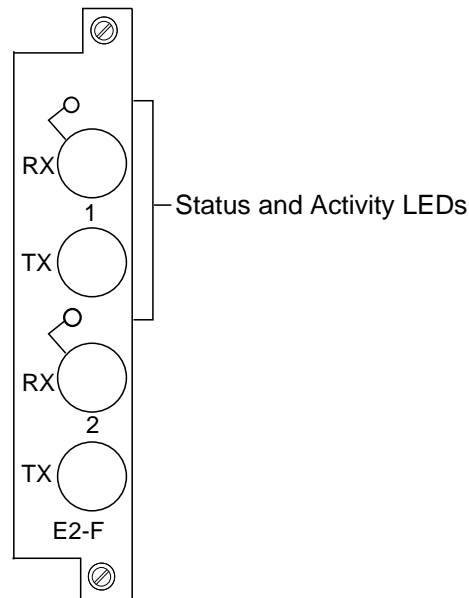 RX
1
Status and Activity LEDs
TX
RX
2
TX
E2-F